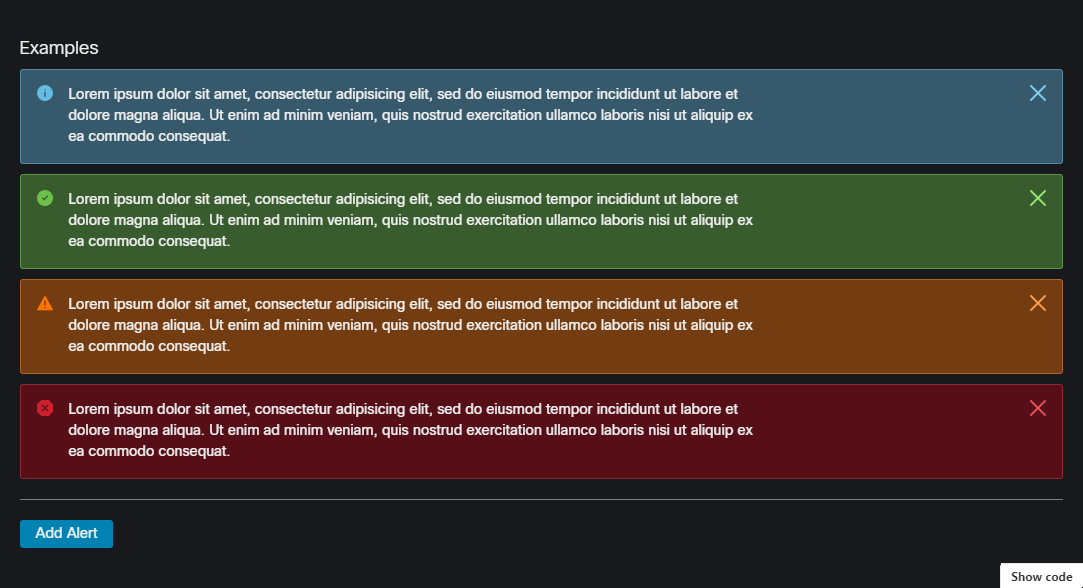 Examples
Lorem ipsum dolor sit amet, consectetur adipisicing elit, sed do eiusmod tempor incididunt ut labore et
dolore magna aliqua. Ut enim ad minim veniam, quis nostrud exercitation ullamco laboris nisi ut aliquip ex
ea commodo consequat.
Lorem ipsum dolor sit amet, consectetur adipisicing elit, sed do eiusmod tempor incididunt ut labore et
dolore magna aliqua. Ut enim ad minim veniam, quis nostrud exercitation ullamco laboris nisi ut aliquip ex
ea commodo consequat.
Lorem ipsum dolor sit amet, consectetur adipisicing elit, sed do eiusmod tempor incididunt ut labore et
dolore magna aliqua. Ut enim ad minim veniam, quis nostrud exercitation ullamco laboris nisi ut aliquip ex
ea commodo consequat.
Lorem ipsum dolor sit amet, consectetur adipisicing elit, sed do eiusmod tempor incididunt ut labore et
dolore magna aliqua. Ut enim ad minim veniam, quis nostrud exercitation ullamco laboris nisi ut aliquip ex
ea commodo consequat.
Add Alert
Show code